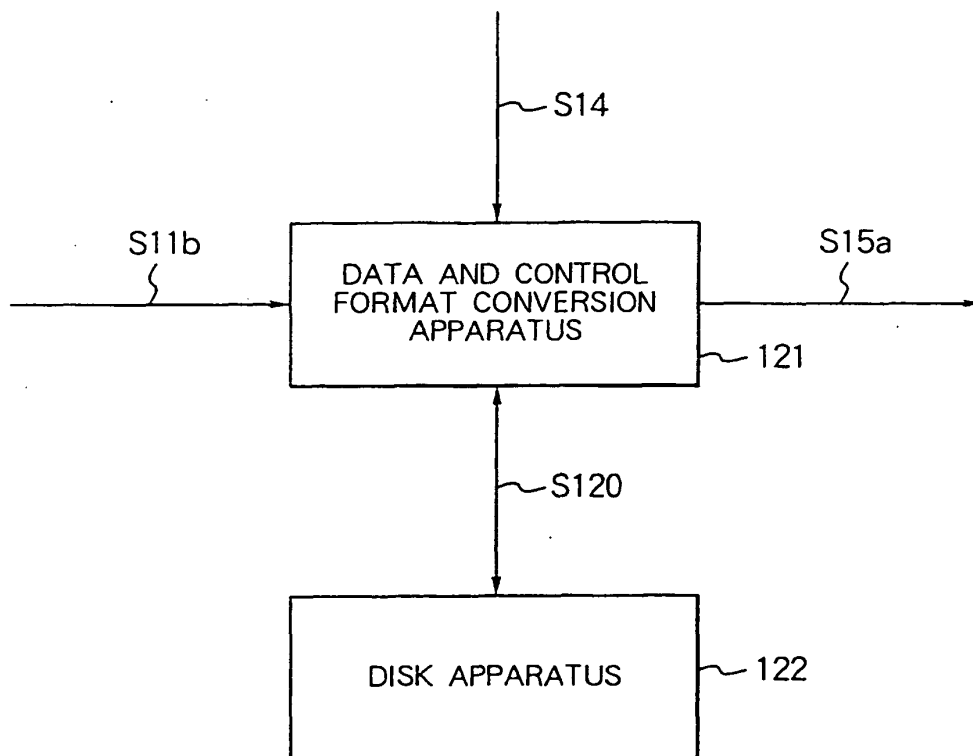 S14
S11b
S15a
DATA AND CONTROL
FORMAT CONVERSION
APPARATUS
121
S120
DISK APPARATUS
122